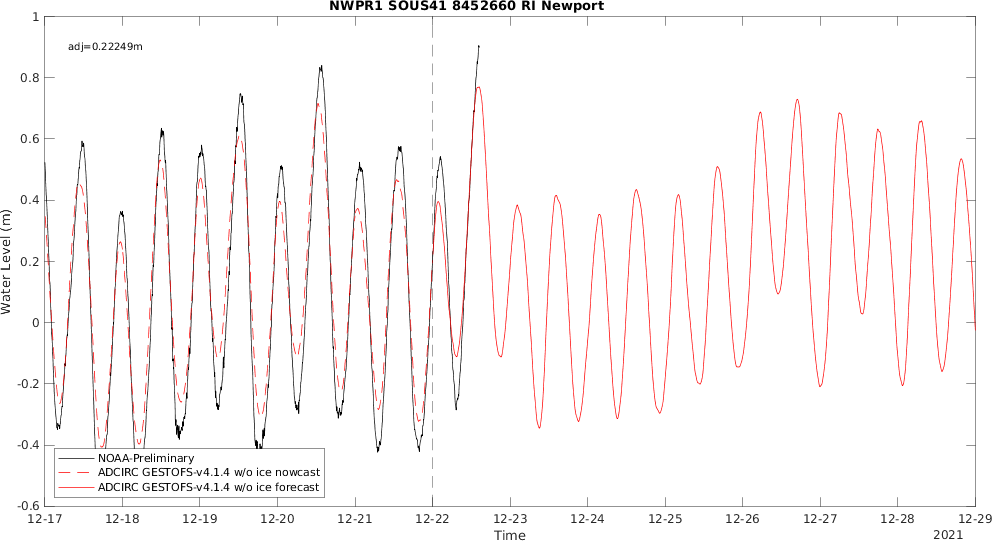 NWPR1 SOUS41 8452660 RI Newport
adj=0.22249m
1
0.8
0.6
0.4
0.2
0
-0.2
-0.4
-0.6
Water Level (m)
NOAA-Preliminary
ADCIRC GESTOFS-v4.1.4 w/o ice nowcast
ADCIRC GESTOFS-v4.1.4 w/o ice forecast
12-17 12-18 12-19 12-20 12-21 12-22 12-23 12-24 12-25 12-26 12-27 12-28 12-29
Time
2021